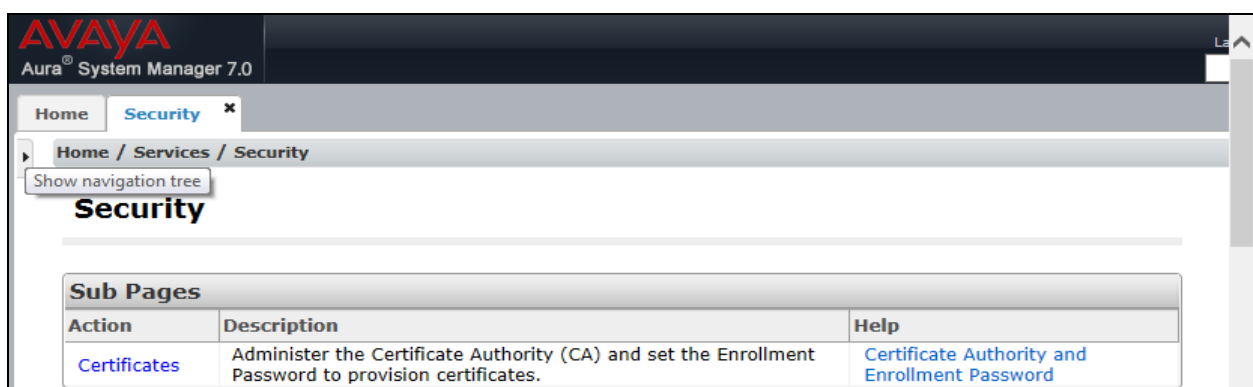 AVAYA
Aura® System Manager 7.0
La
Home Security ✖
Home / Services / Security
Show navigation tree
Security
Sub Pages
Action Description Help
Certificates Administer the Certificate Authority (CA) and set the Enrollment Certificate Authority and
Password to provision certificates. Enrollment Password